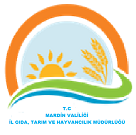 T.C
MARDİN VALİLİĞİ
İL GIDA, TARIM VE HAYVANCILIK MÜDÜRLÜĞÜ